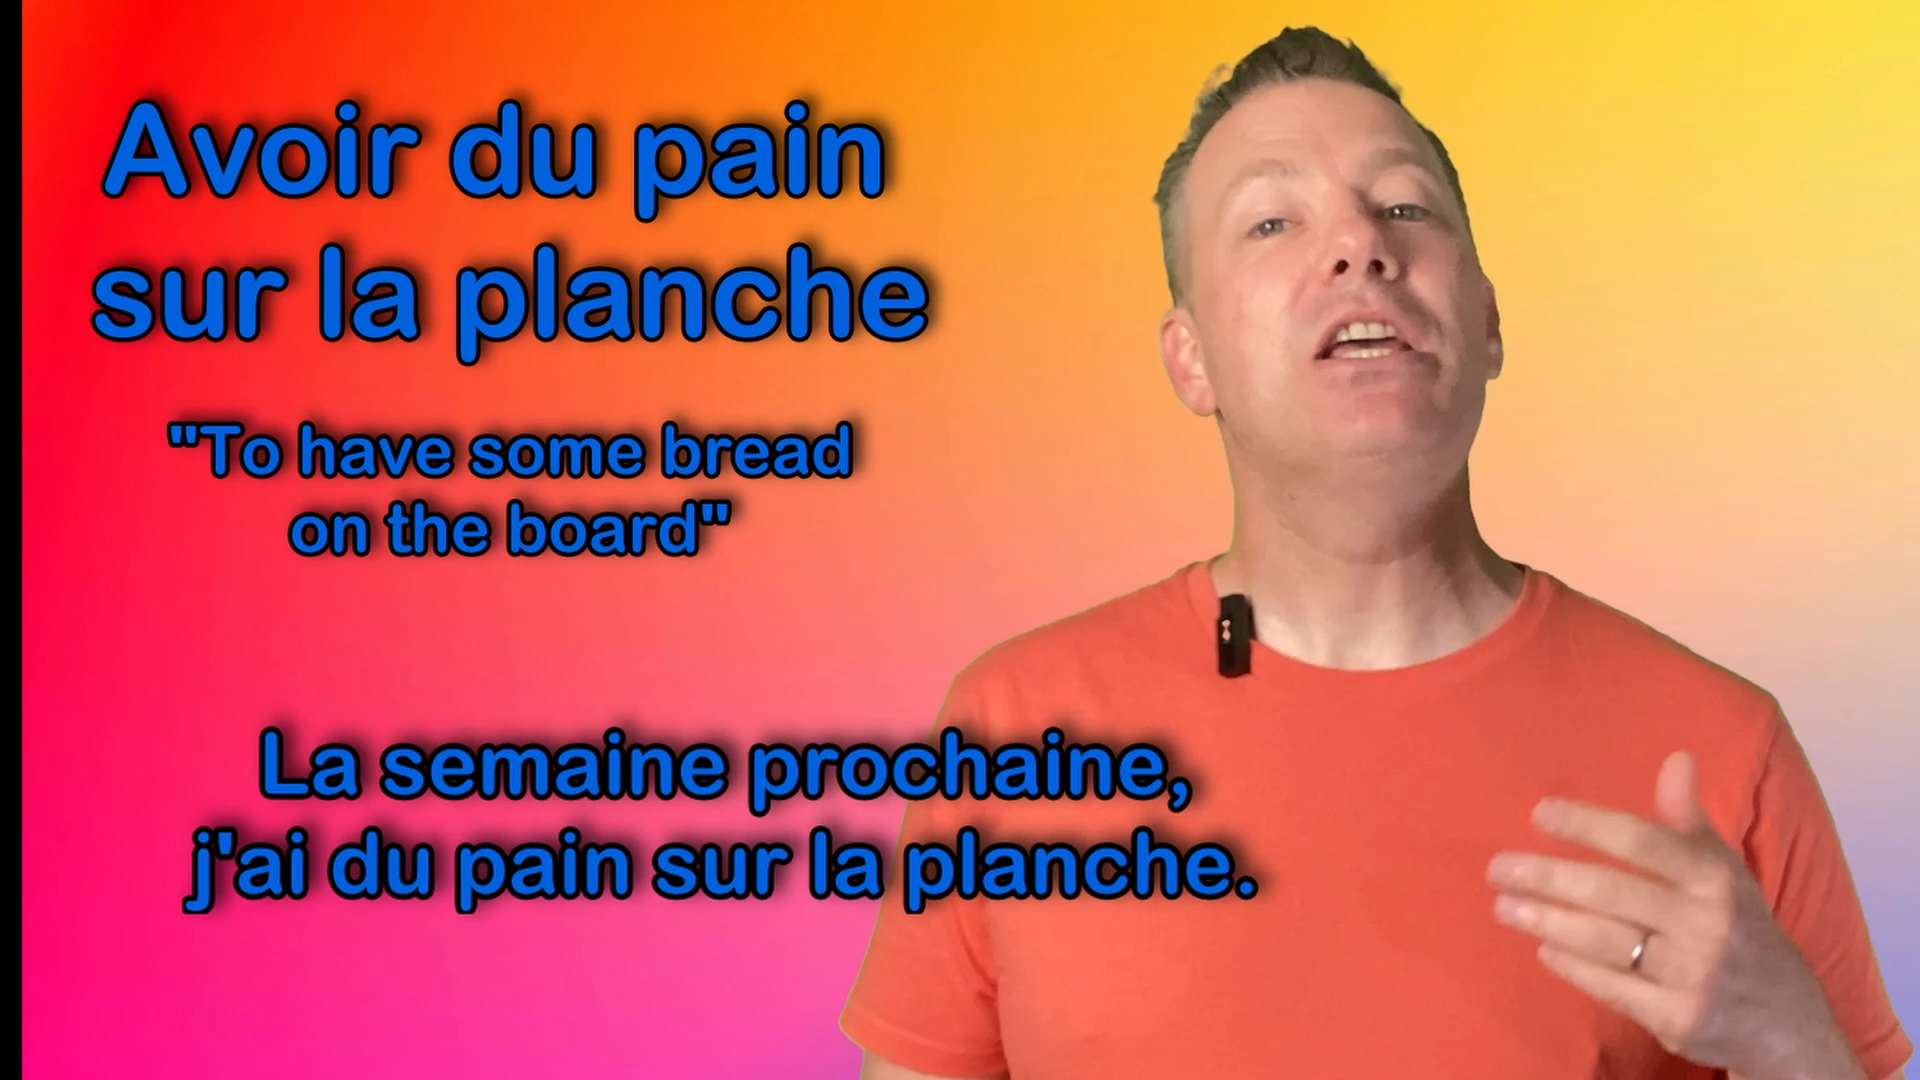 Avoir du pain
sur la planche
"To have some bread
on the board"
La semaine prochaine,
j'ai du pain sur la planche.